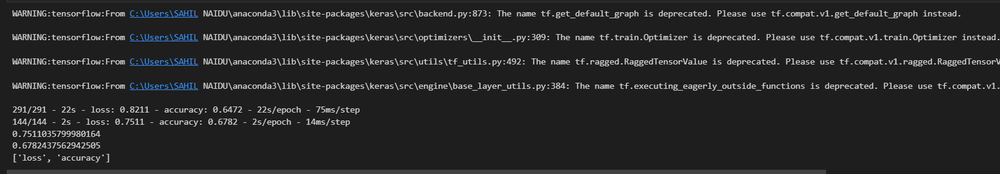 WARNING:tensorflow:From C:\Users\SAHIL NAIDU\anaconda3\lib\site-packages\keras\src\backend.py:873: The name tf.get_default_graph is deprecated. Please use tf.compat.v1.get_default_graph instead.
WARNING:tensorflow:From C:\Users\SAHIL NAIDU\anaconda3\lib\site-packages\keras\src\optimizers\__init__.py:309: The name tf.train.Optimizer is deprecated. Please use tf.compat.v1.train.Optimizer instead.
WARNING:tensorflow:From C:\Users\SAHIL NAIDU\anaconda3\lib\site-packages\keras\src\utils\tf_utils.py:492: The name tf.ragged.RaggedTensorValue is deprecated. Please use tf.compat.v1.ragged.RaggedTensorV
WARNING:tensorflow:From C:\Users\SAHIL NAIDU\anaconda3\lib\site-packages\keras\src\engine\base_layer_utils.py:384: The name tf.executing_eagerly_outside_functions is deprecated. Please use tf.compat.v1.
291/291 - 22s - loss: 0.8211 - accuracy: 0.6472 - 22s/epoch - 75ms/step
144/144 - 2s - loss: 0.7511 - accuracy: 0.6782 - 2s/epoch - 14ms/step
0.7511035799980164
0.6782437562942505
['loss', 'accuracy']